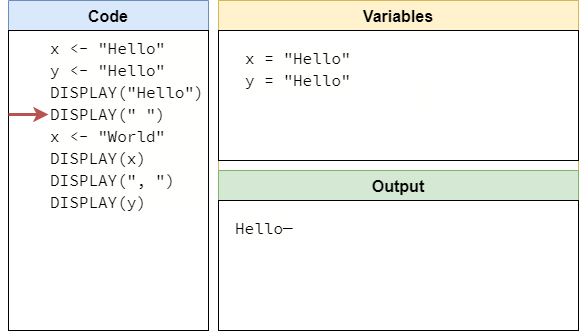 Code
x <- "Hello"
y <- "Hello"
DISPLAY("Hello")
DISPLAY(" ")
x <- "World"
DISPLAY(x)
DISPLAY(", ")
DISPLAY(y)
Variables
x = "Hello"
y = "Hello"
Output
Hello—